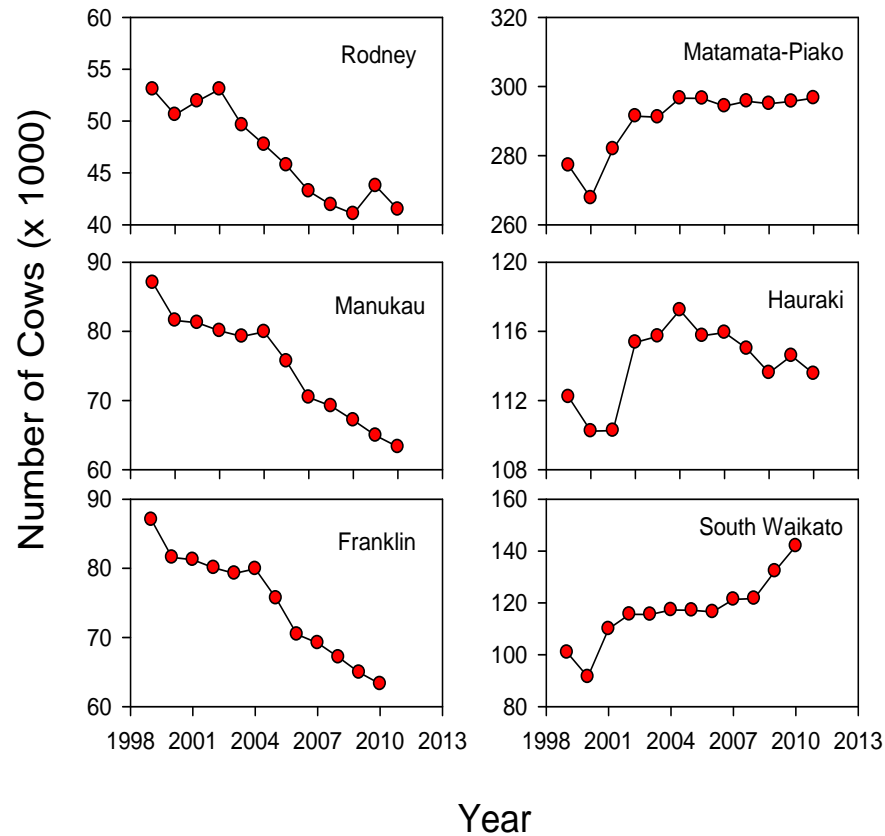 Number of Cows (x 1000)
60
55
50
45
40
Rodney
320
300
280
260
Matamata-Piako
90
80
70
60
Manukau
120
116
112
108
Hauraki
90
80
70
60
Franklin
1998 2001 2004 2007 2010 2013
160
140
120
100
80
South Waikato
1998 2001 2004 2007 2010 2013
Year